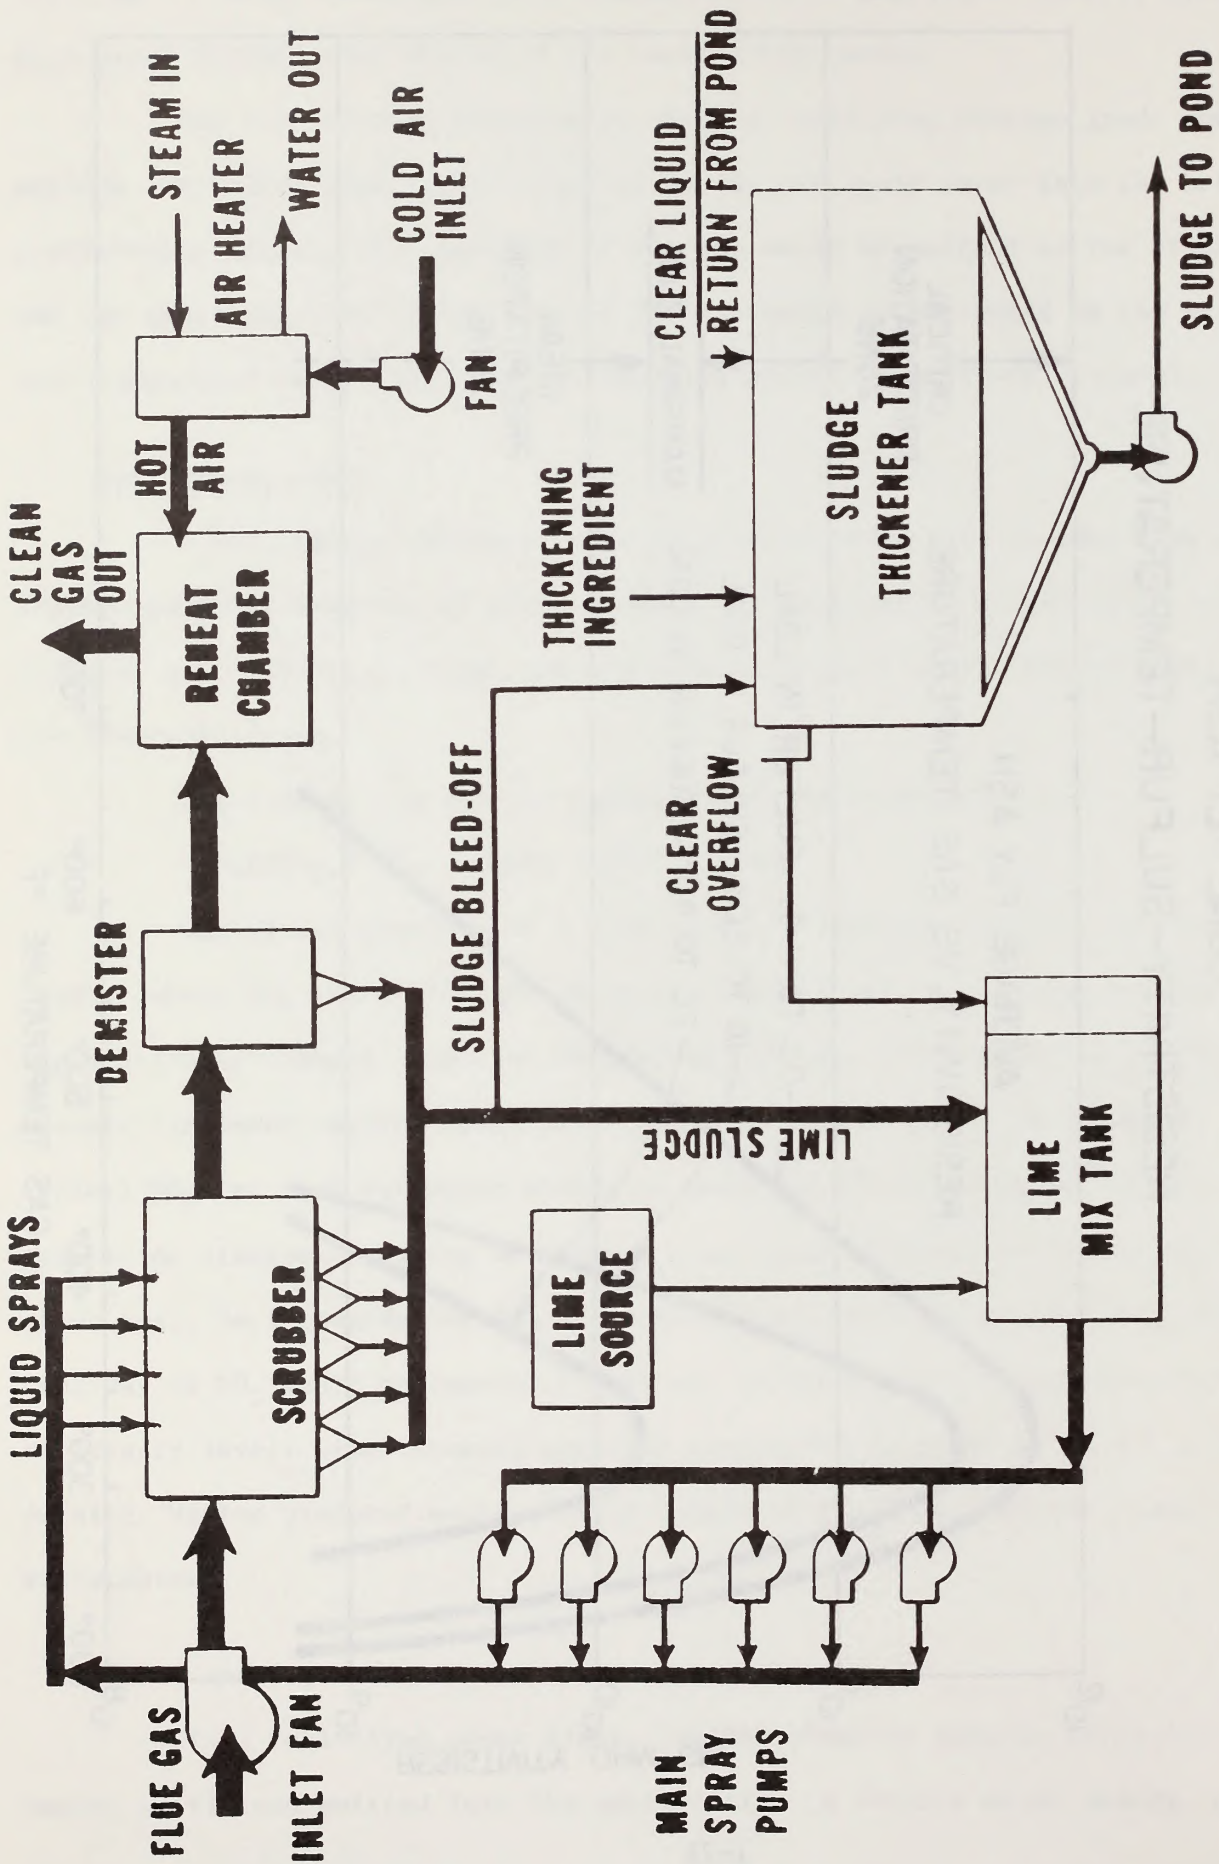 LIQUID SPRAYS
FLUE GAS
INLET FAN
SCRUBBER
DEMISTER
REHEAT
CHAMBER
CLEAN
GAS
OUT
HOT
AIR
STEAM IN
AIR HEATER
WATER OUT
COLD AIR
INLET
FAN
SLUDGE BLEED-OFF
THICKENING
INGREDIENT
CLEAR LIQUID
RETURN FROM POND
LIME SLUDGE
CLEAR
OVERFLOW
SLUDGE
THICKENER TANK
LIME
SOURCE
MAIN
SPRAY
PUMPS
LIME
MIX TANK
SLUDGE TO POND